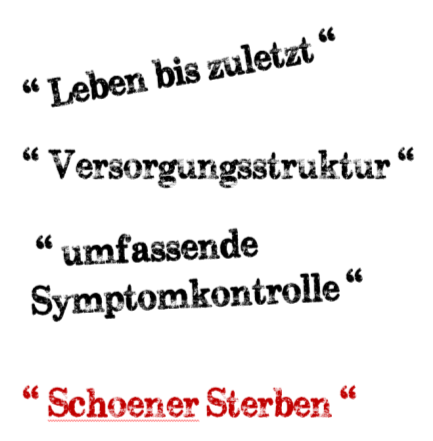 “ Leben bis zuletzt “
“ Versorgungsstruktur “
“ umfassende
Symptomkontrolle “
“ Schoener Sterben “